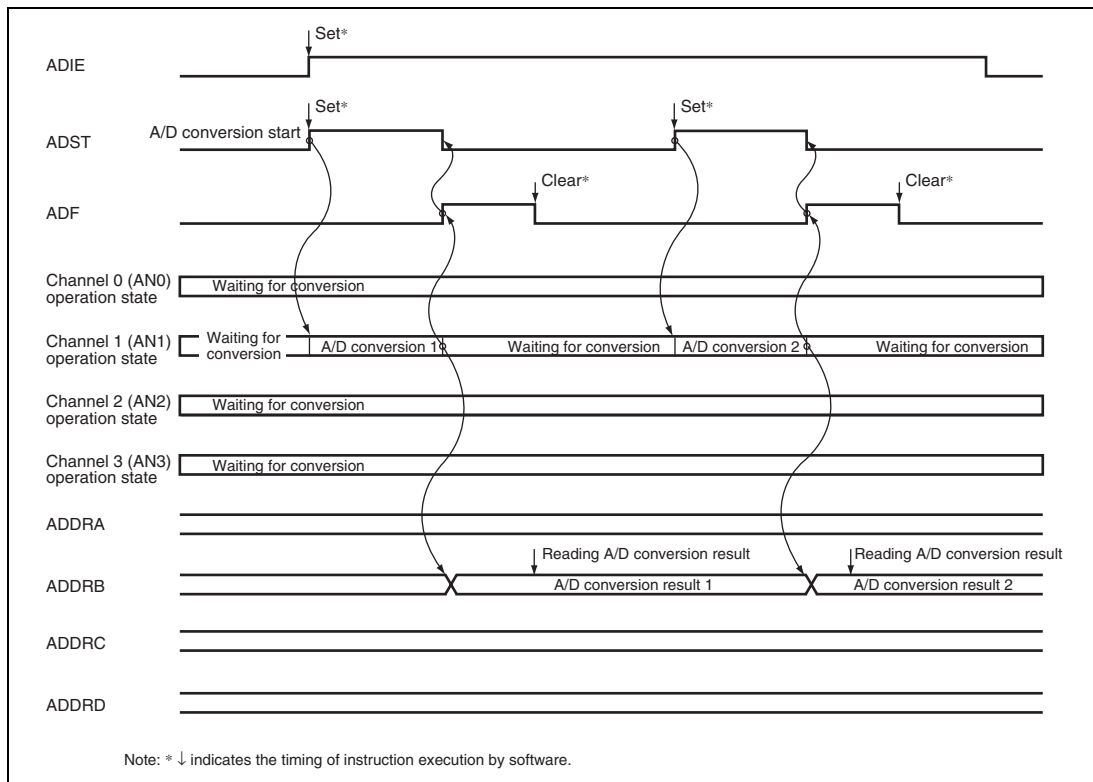 Set*
ADIE
Set*
Set*
A/D conversion start
ADST
Clear*
Clear*
ADF
Channel 0 (AN0)
operation state
Waiting for conversion
Channel 1 (AN1)
operation state
Waiting for
conversion
A/D conversion 1
Waiting for conversion
A/D conversion 2
Waiting for conversion
Channel 2 (AN2)
operation state
Waiting for conversion
Channel 3 (AN3)
operation state
Waiting for conversion
ADDRA
Reading A/D conversion result
Reading A/D conversion result
ADDRB
A/D conversion result 1
A/D conversion result 2
ADDRC
ADDRD
Note: * ↓ indicates the timing of instruction execution by software.